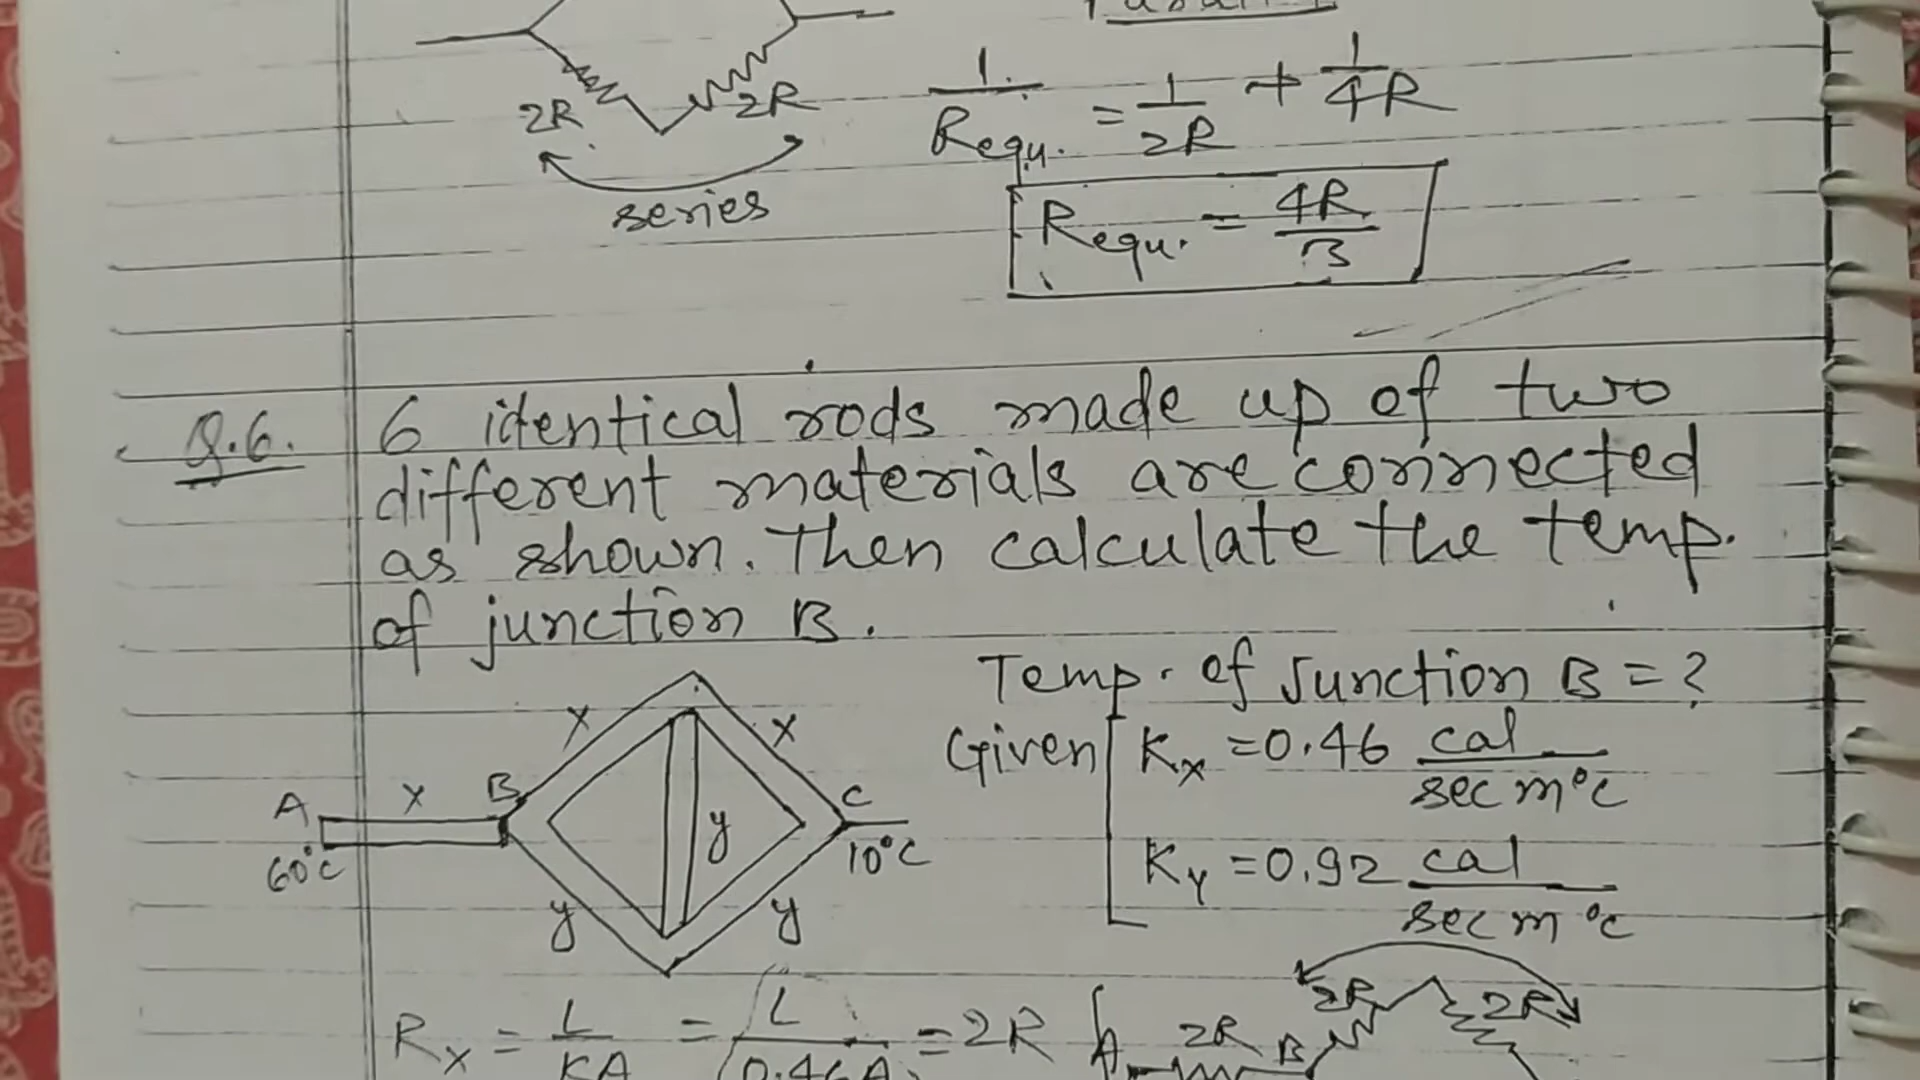 2R 2R
series
1/Requ. = 1/2R + 1/4R
Requ. = 4R/3
Q.6. 6 identical rods made up of two
different materials are connected
as shown. Then calculate the temp.
of junction B.
Temp. of Junction B = ?
Given Kx = 0.46 cal/sec m°c
Ky = 0.92 cal/sec m°c
x x
A x B C
60°c y 10°c
y y
Rx = L/KA = L/0.46A = 2R
2R 2R
A 2R B